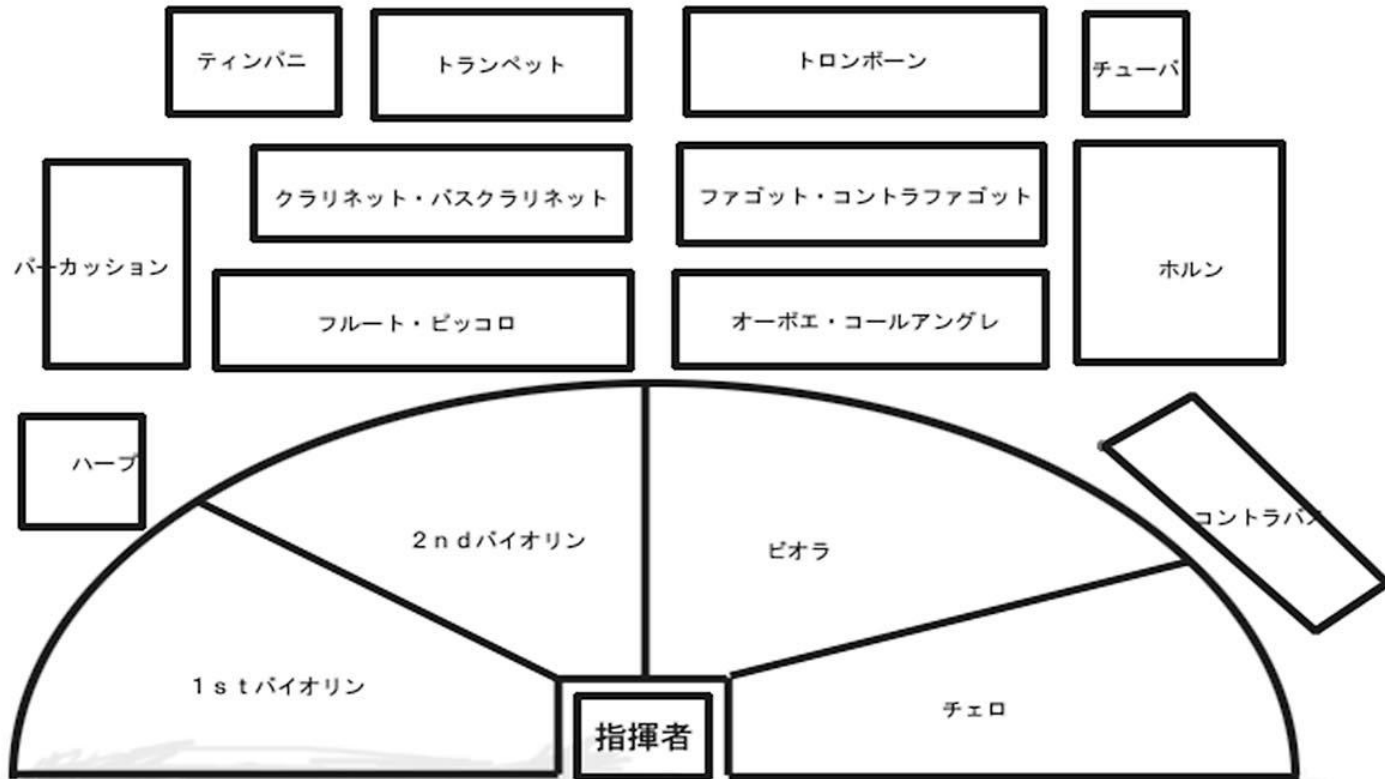 ティンパニ
トランペット
トロンボーン
チューバ
クラリネット・バスクラリネット
ファゴット・コントラファゴット
パーカッション
ホルン
フルート・ピッコロ
オーボエ・コールアングレ
ハープ
コントラバス
2ndバイオリン
ビオラ
1stバイオリン
チェロ
指揮者